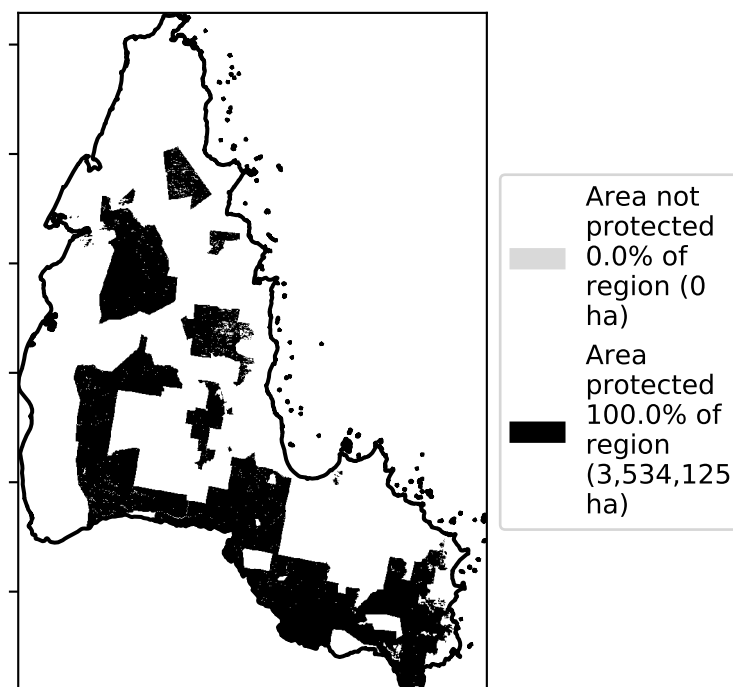 Area not
protected
0.0% of
region (0
ha)
Area
protected
100.0% of
region
(3,534,125
ha)